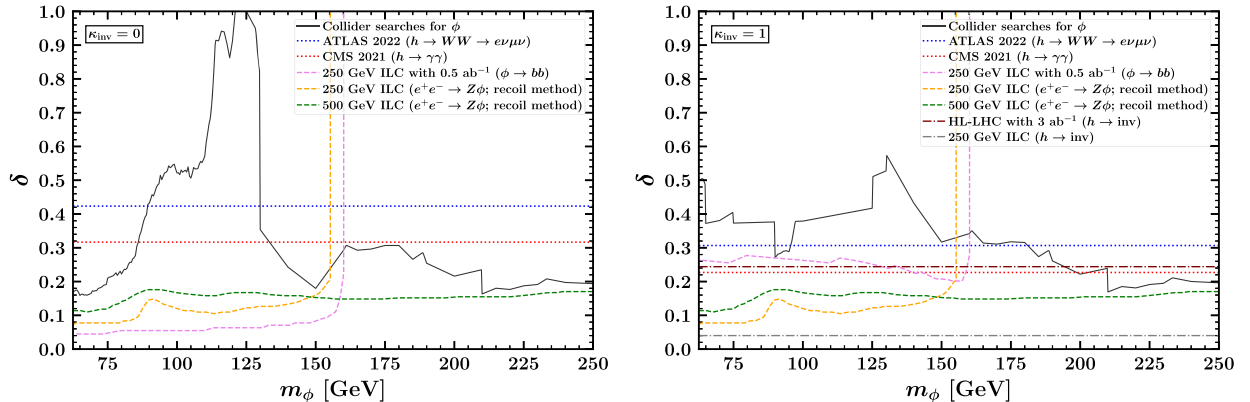 κinv = 0
Collider searches for ϕ
ATLAS 2022 (h → WW → eνμν)
CMS 2021 (h → γγ)
250 GeV ILC with 0.5 ab⁻¹ (ϕ → bb)
250 GeV ILC (e⁺e⁻ → Zϕ; recoil method)
500 GeV ILC (e⁺e⁻ → Zϕ; recoil method)
1.0
0.9
0.8
0.7
0.6
0.5
0.4
0.3
0.2
0.1
0.0
δ
75 100 125 150 175 200 225 250
mϕ [GeV]
κinv = 1
Collider searches for ϕ
ATLAS 2022 (h → WW → eνμν)
CMS 2021 (h → γγ)
250 GeV ILC with 0.5 ab⁻¹ (ϕ → bb)
250 GeV ILC (e⁺e⁻ → Zϕ; recoil method)
500 GeV ILC (e⁺e⁻ → Zϕ; recoil method)
HL-LHC with 3 ab⁻¹ (h → inv)
250 GeV ILC (h → inv)
1.0
0.9
0.8
0.7
0.6
0.5
0.4
0.3
0.2
0.1
0.0
δ
75 100 125 150 175 200 225 250
mϕ [GeV]